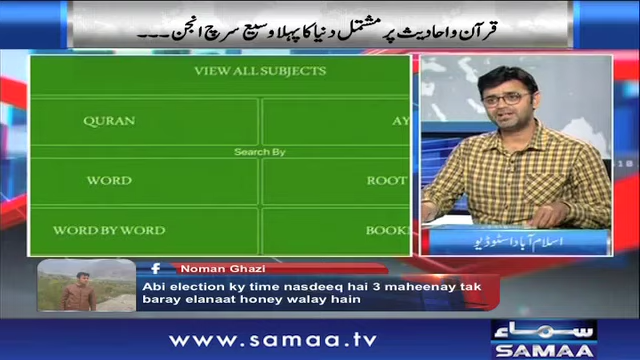 قرآن و احادیث پر مشتمل دنیا کا پہلا وسیع سرچ انجن ۔۔۔
VIEW ALL SUBJECTS
QURAN
AY
Search By
WORD
ROOT
WORD BY WORD
BOOK
اسلام آباد اسٹوڈیو
f Noman Ghazi
Abi election ky time nasdeeq hai 3 maheenay tak
baray elanaat honey walay hain
www.samaa.tv
سماء
SAMAA